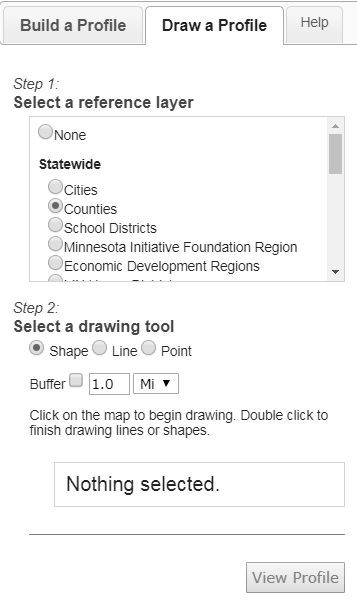 Build a Profile Draw a Profile Help
Step 1:
Select a reference layer
None
Statewide
Cities
Counties
School Districts
Minnesota Initiative Foundation Region
Economic Development Regions
Step 2:
Select a drawing tool
Shape Line Point
Buffer 1.0 Mi
Click on the map to begin drawing. Double click to
finish drawing lines or shapes.
Nothing selected.
View Profile